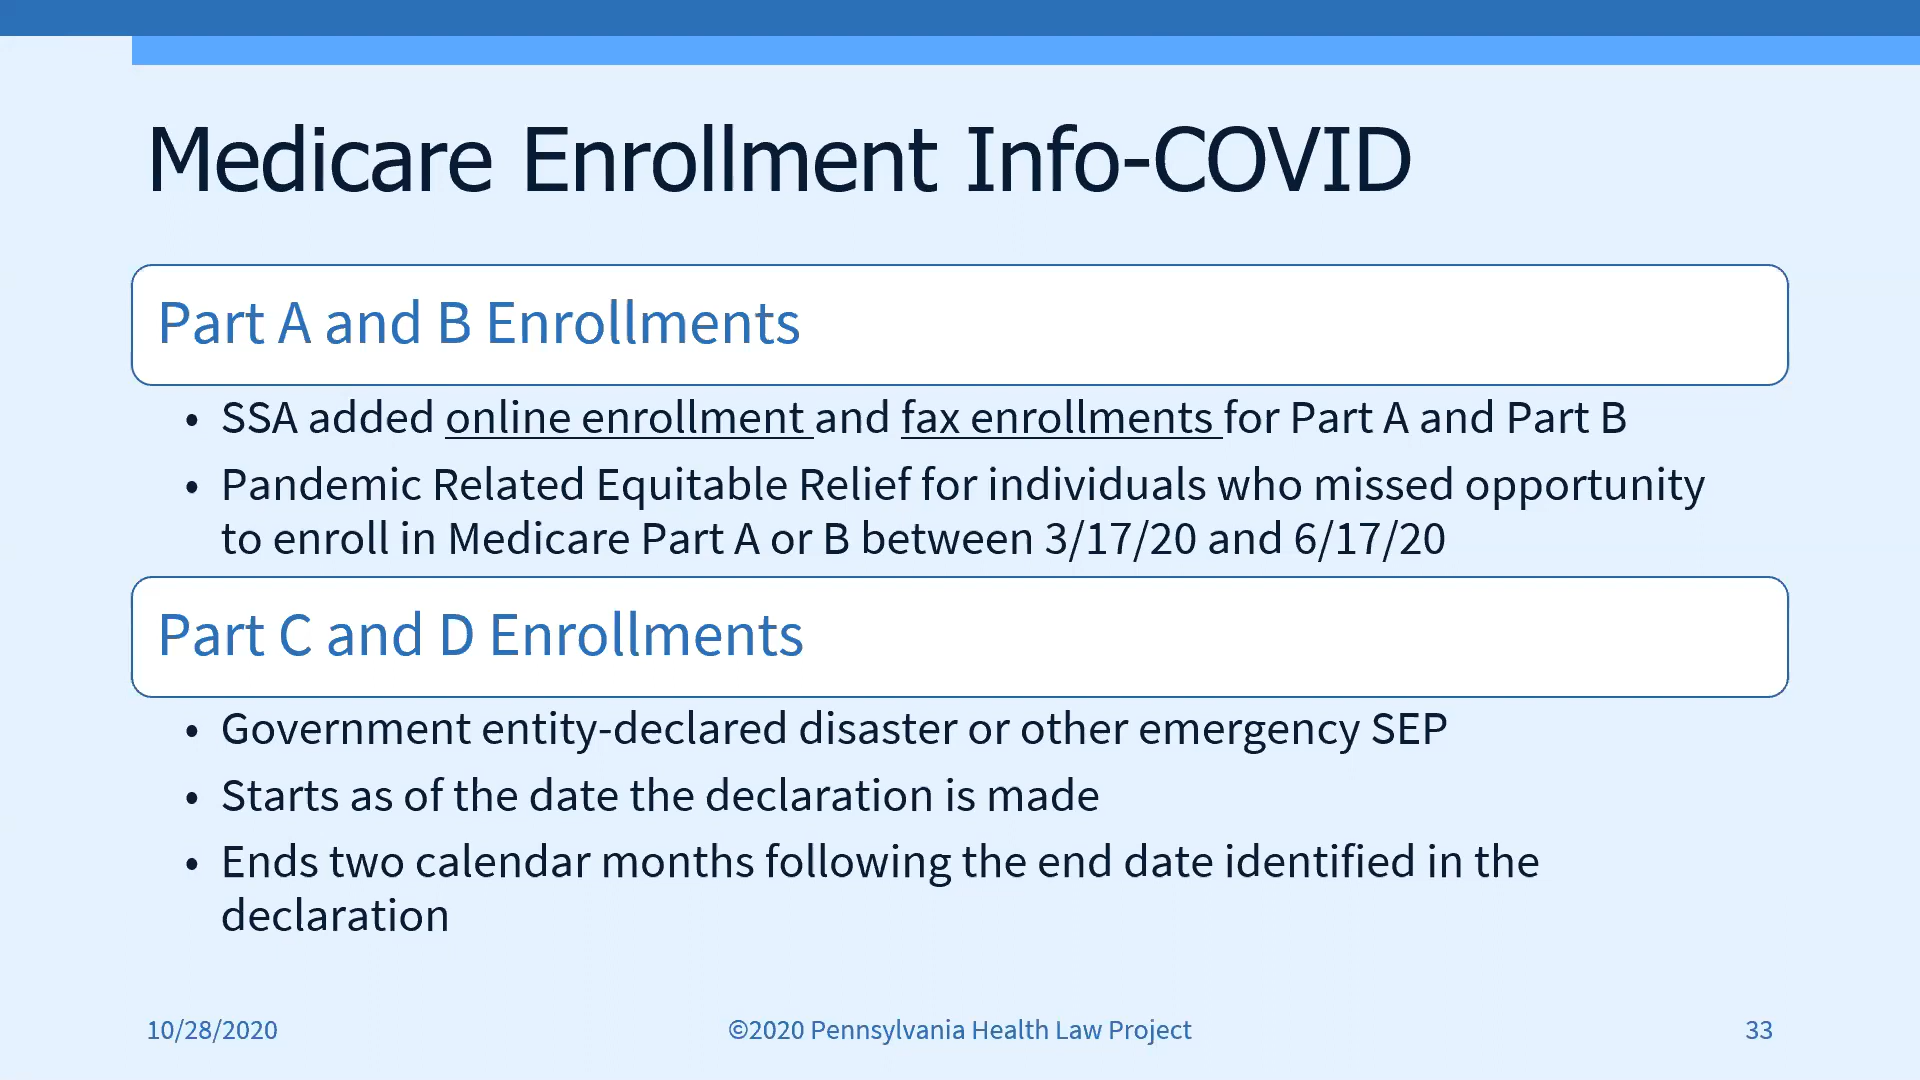 Medicare Enrollment Info-COVID
Part A and B Enrollments
• SSA added online enrollment and fax enrollments for Part A and Part B
• Pandemic Related Equitable Relief for individuals who missed opportunity
to enroll in Medicare Part A or B between 3/17/20 and 6/17/20
Part C and D Enrollments
• Government entity-declared disaster or other emergency SEP
• Starts as of the date the declaration is made
• Ends two calendar months following the end date identified in the
declaration
10/28/2020
©2020 Pennsylvania Health Law Project
33